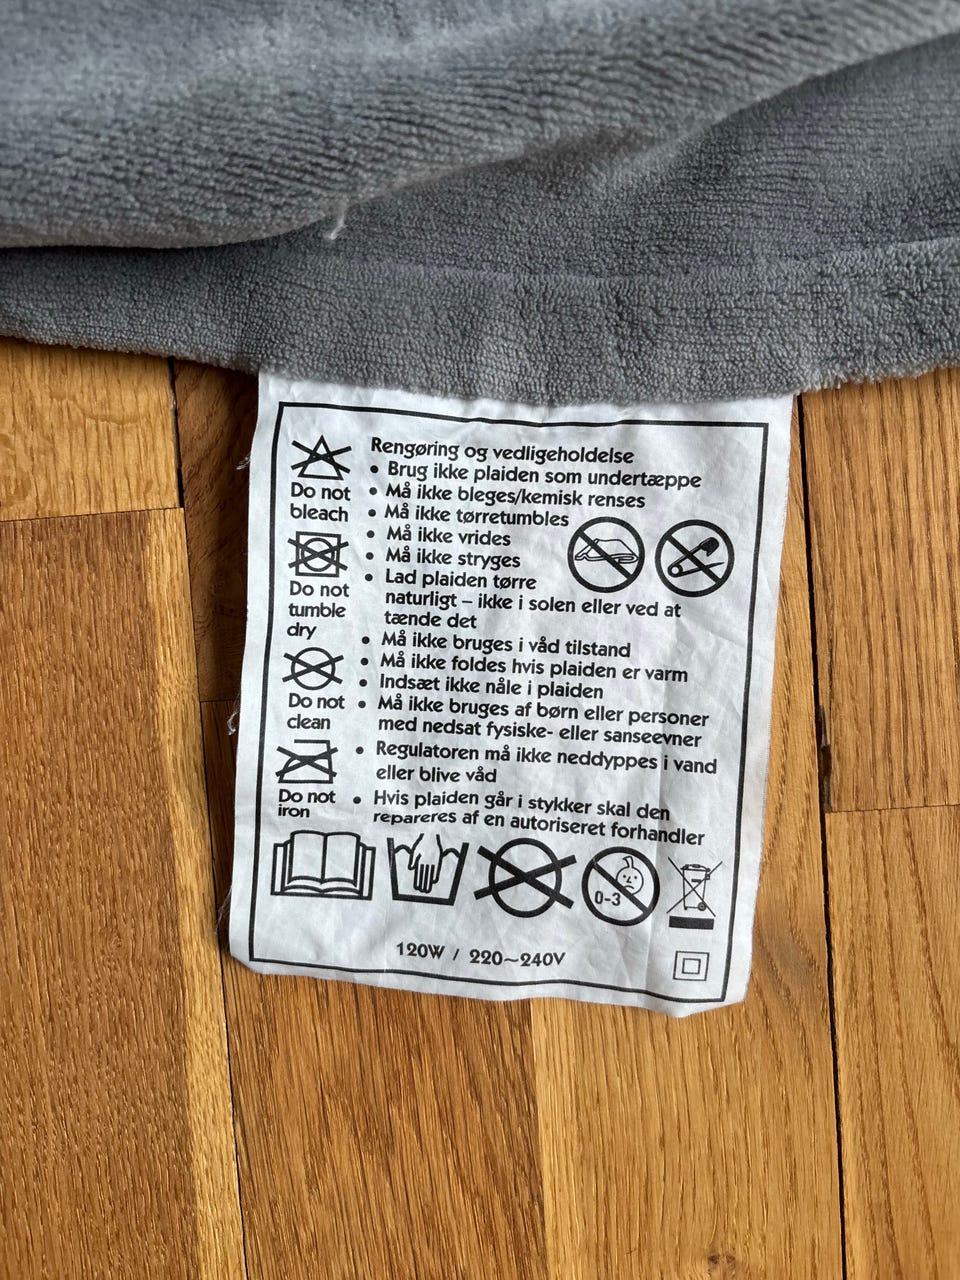 Do not
bleach
Do not
tumble
dry
Do not
clean
Do not
iron
Rengøring og vedligeholdelse
• Brug ikke plaiden som undertæppe
• Må ikke bleges/kemisk renses
• Må ikke tørretumbles
• Må ikke vrides
• Må ikke stryges
• Lad plaiden tørre
naturligt – ikke i solen eller ved at
tænde det
• Må ikke bruges i våd tilstand
• Må ikke foldes hvis plaiden er varm
• Indsæt ikke nåle i plaiden
• Må ikke bruges af børn eller personer
med nedsat fysiske- eller sanseevner
• Regulatoren må ikke neddyppes i vand
eller blive våd
• Hvis plaiden går i stykker skal den
repareres af en autoriseret forhandler
0-3
120W / 220~240V